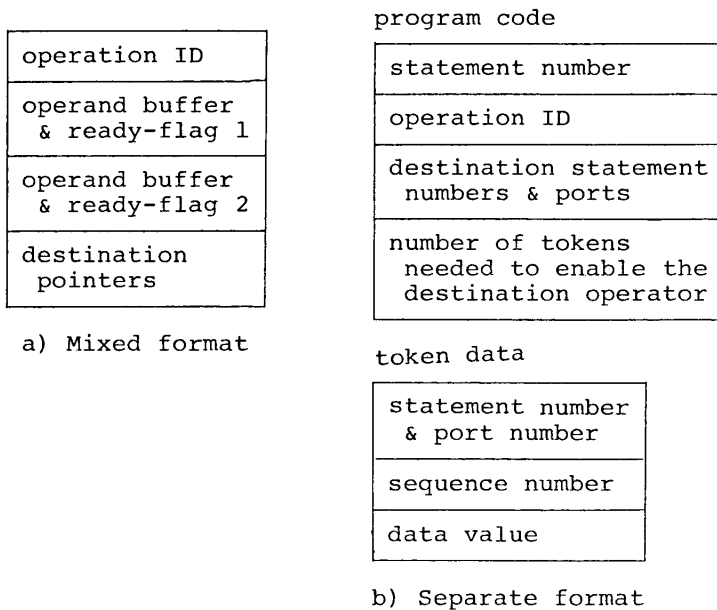 operation ID
operand buffer
& ready-flag 1
operand buffer
& ready-flag 2
destination
pointers
a) Mixed format
program code
statement number
operation ID
destination statement
numbers & ports
number of tokens
needed to enable the
destination operator
token data
statement number
& port number
sequence number
data value
b) Separate format